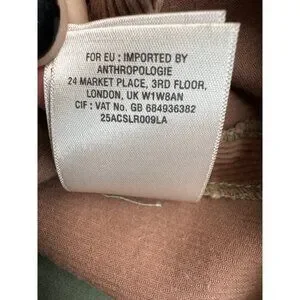 FOR EU : IMPORTED BY
ANTHROPOLOGIE
24 MARKET PLACE, 3RD FLOOR,
LONDON, UK W1W8AN
CIF : VAT No. GB 684936382
25ACSLR009LA